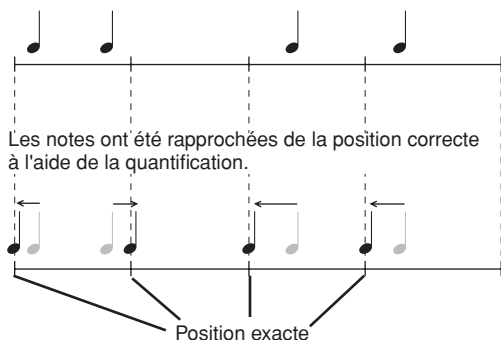 Les notes ont été rapprochées de la position correcte
à l'aide de la quantification.
Position exacte